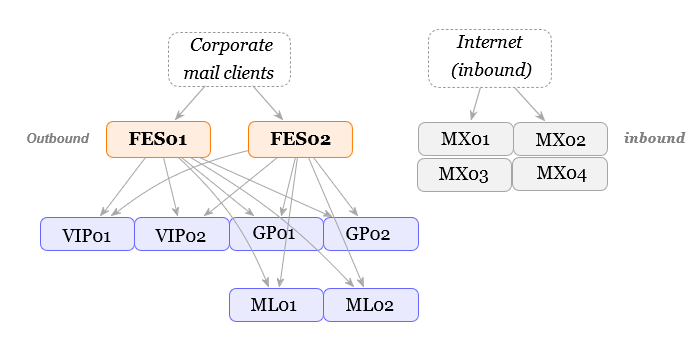 Corporate
mail clients
Internet
(inbound)
Outbound
FES01
FES02
MX01
MX02
inbound
MX03
MX04
VIP01
VIP02
GP01
GP02
ML01
ML02